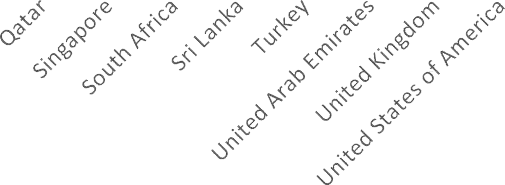 Qatar
Singapore
South Africa
Sri Lanka
Turkey
United Arab Emirates
United Kingdom
United States of America